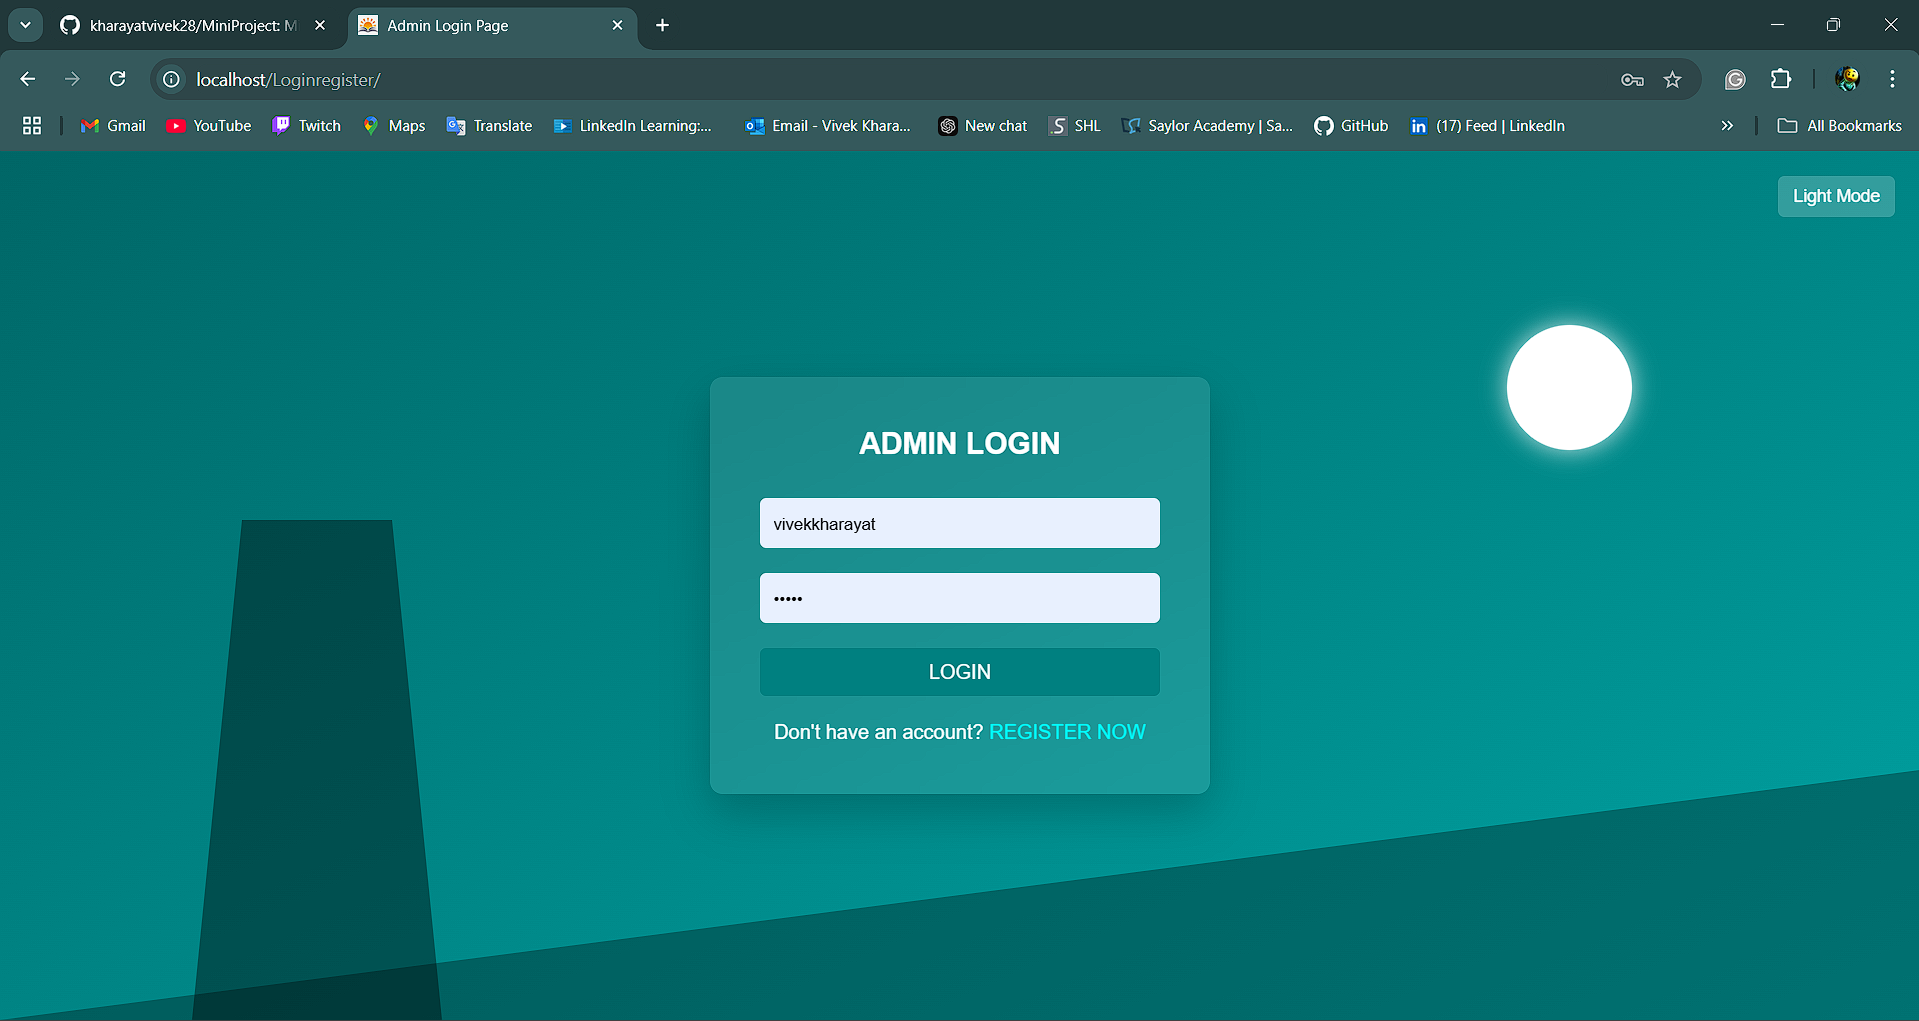 kharayatvivek28/MiniProject: M
Admin Login Page
localhost/Loginregister/
Gmail
YouTube
Twitch
Maps
Translate
LinkedIn Learning:...
Email - Vivek Khara...
New chat
SHL
Saylor Academy | Sa...
GitHub
(17) Feed | LinkedIn
All Bookmarks
Light Mode
ADMIN LOGIN
vivekkharayat
•••••
LOGIN
Don't have an account? REGISTER NOW